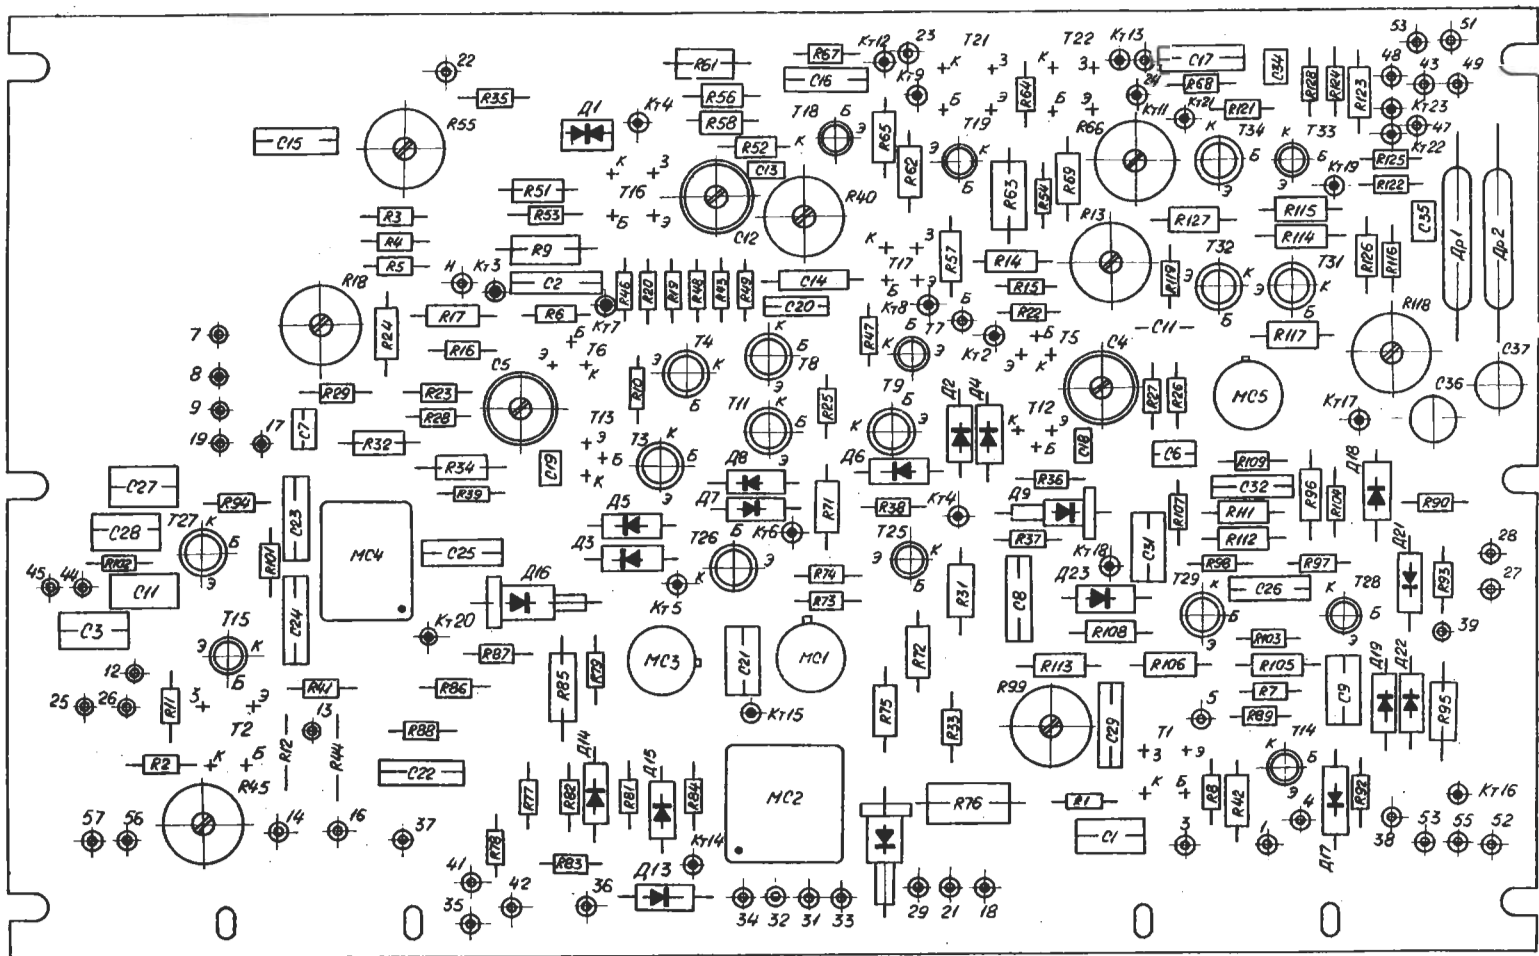 53
51
22
R61
R67
Кт12
23
T21
T22
Кт13
C17
C34
48
43
49
R35
R56
C16
Кт9
К
З
К
З
24
R68
R128
R124
R123
R55
Д1
Кт4
R58
T18
Б
R65
Б
Э
R64
Б
Э
Кт11
Кт21
R121
Кт23
C15
R52
К
Э
T19
R66
К
T34
К
T33
47
Кт22
К
З
C13
R62
Э
К
Б
Б
Б
R125
R51
T16
R40
R63
R54
R69
Э
Э
Кт19
R122
R3
R53
Б
Э
C12
R13
R127
R115
C35
R4
R9
К
З
R57
T32
R114
R126
R116
Др1
Др2
R5
Н
Кт3
T17
R14
К
T31
R18
C2
R46
R20
R19
R48
R43
R49
C14
Б
Э
R15
R119
Э
Э
К
R17
R6
Кт7
C20
Кт8
R22
Б
Б
R118
7
R24
Б
К
R47
Б
T7
Б
T5
C11
R117
R16
Э
T6
T4
Б
К
Э
Кт2
Э
К
C4
C37
8
C5
К
Э
К
T8
МС5
C36
R29
R23
R10
Б
Э
R25
T9
Д2
Д4
R27
R26
9
R28
T13
T11
К
Э
К
T12
Кт17
19
17
C7
R32
Э
T3
К
Б
К
Б
Э
C18
C6
Б
Б
Б
Д18
R34
C19
К
Э
Д8
Э
Д6
R36
R109
C27
R39
Д7
R71
R38
Кт4
Д9
R107
C32
R96
R104
R90
R94
C23
Д5
Кт6
R111
C28
T27
К
T25
R37
C31
R112
Д21
28
Б
МС4
C25
Д3
T26
Б
К
Кт18
R98
R97
R102
R101
Э
Э
R74
R31
C8
Д23
T29
C26
T28
R93
27
45
44
Э
К
Б
К
К
C11
Д16
Кт5
R73
Б
Б
C3
C24
Кт20
R12
R108
Э
Э
39
T15
К
Э
R103
12
Б
R87
R85
R79
МС3
C21
МС1
R113
R106
R105
Д19
Д22
25
26
R11
З
Э
R41
R86
R75
R99
C29
R7
C9
R95
T2
13
Кт15
R33
5
R89
R12
R44
R88
Д14
T1
T14
R2
К
Б
Д15
З
Э
К
Б
R45
C22
R77
R82
R81
R84
МС2
R76
К
Б
R8
R42
Э
R92
Кт16
R1
4
57
56
14
16
37
R78
C1
3
1
Д17
38
53
55
52
41
R83
Кт14
42
36
Д13
35
34
32
31
33
29
21
18